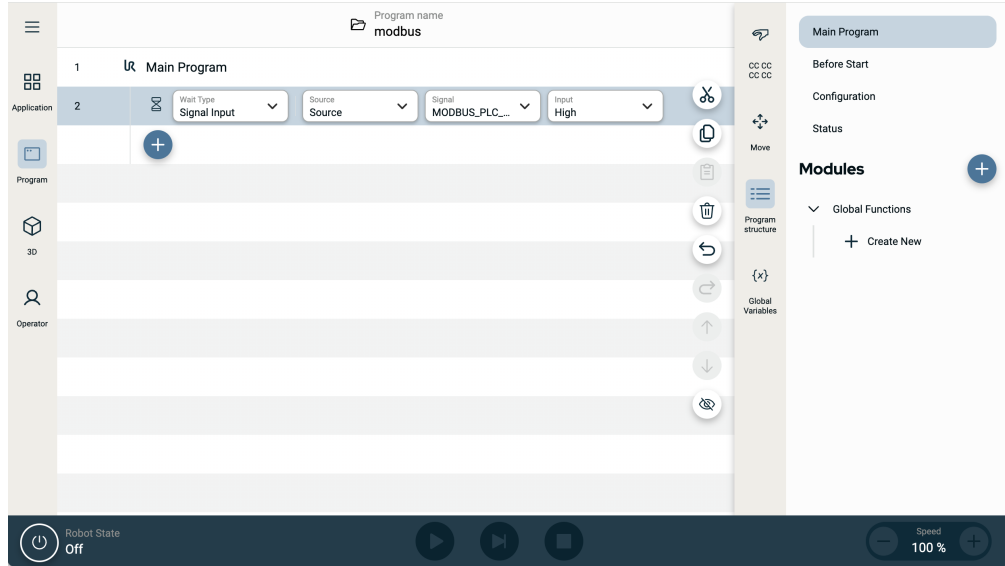 Program name
modbus
Application
Program
3D
Operator
1 Main Program
2 Wait Type Signal Input Source Source Signal MODBUS_PLC_... Input High
CC CC
CC CC
Move
Program
structure
{x}
Global
Variables
Main Program
Before Start
Configuration
Status
Modules
Global Functions
Create New
Robot State
Off
Speed
100 %